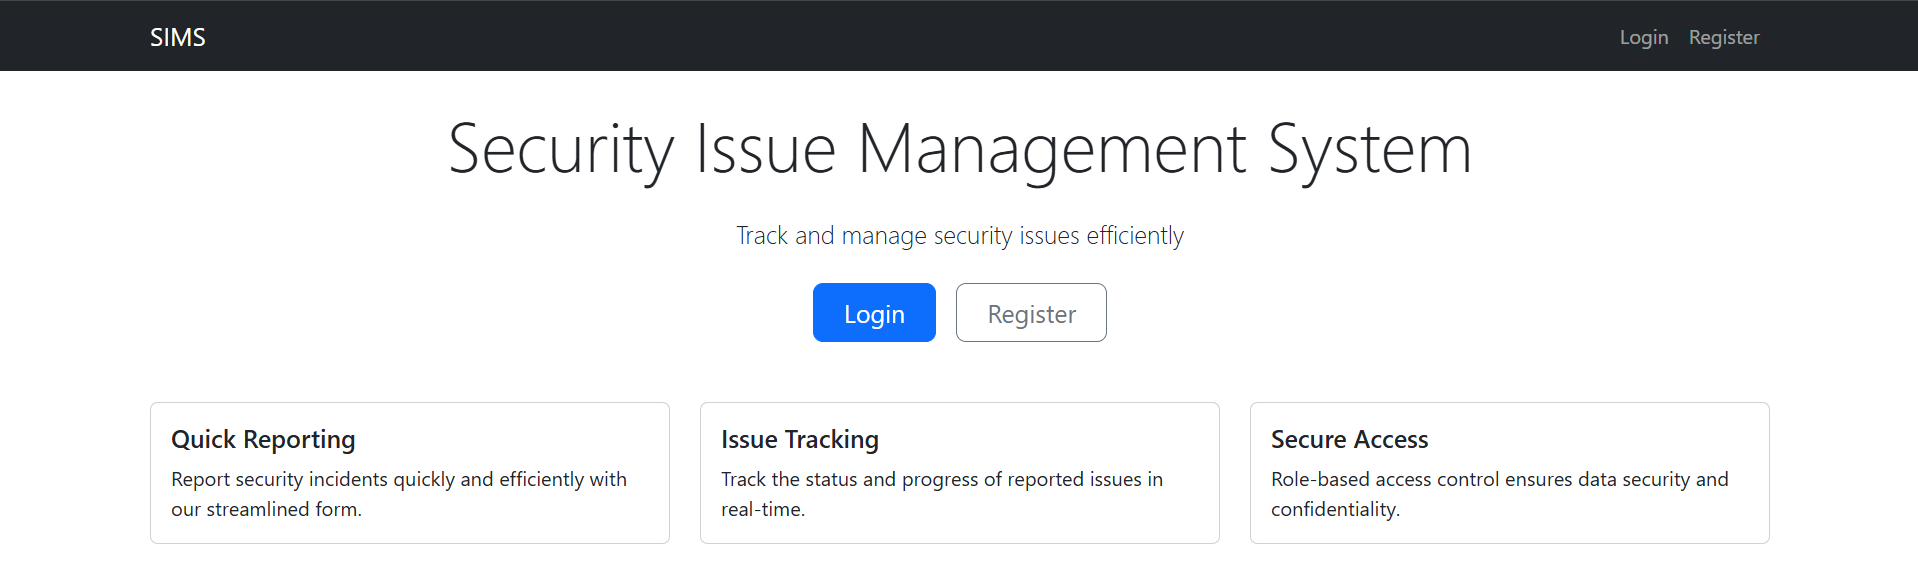 SIMS
Login Register
Security Issue Management System
Track and manage security issues efficiently
Login Register
Quick Reporting
Report security incidents quickly and efficiently with
our streamlined form.
Issue Tracking
Track the status and progress of reported issues in
real-time.
Secure Access
Role-based access control ensures data security and
confidentiality.